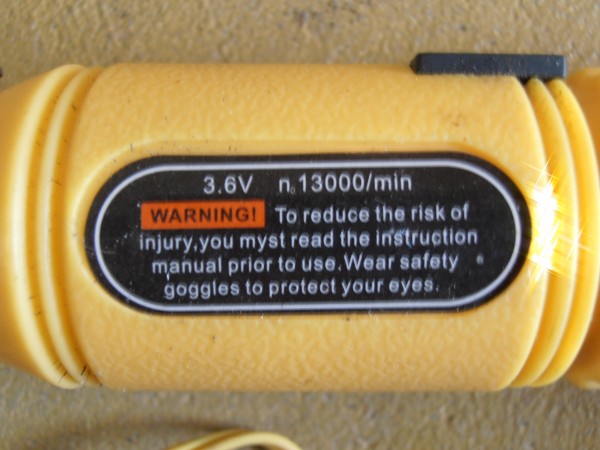 3.6V n₀13000/min
WARNING! To reduce the risk of
injury,you myst read the instruction
manual prior to use.Wear safety
goggles to protect your eyes.